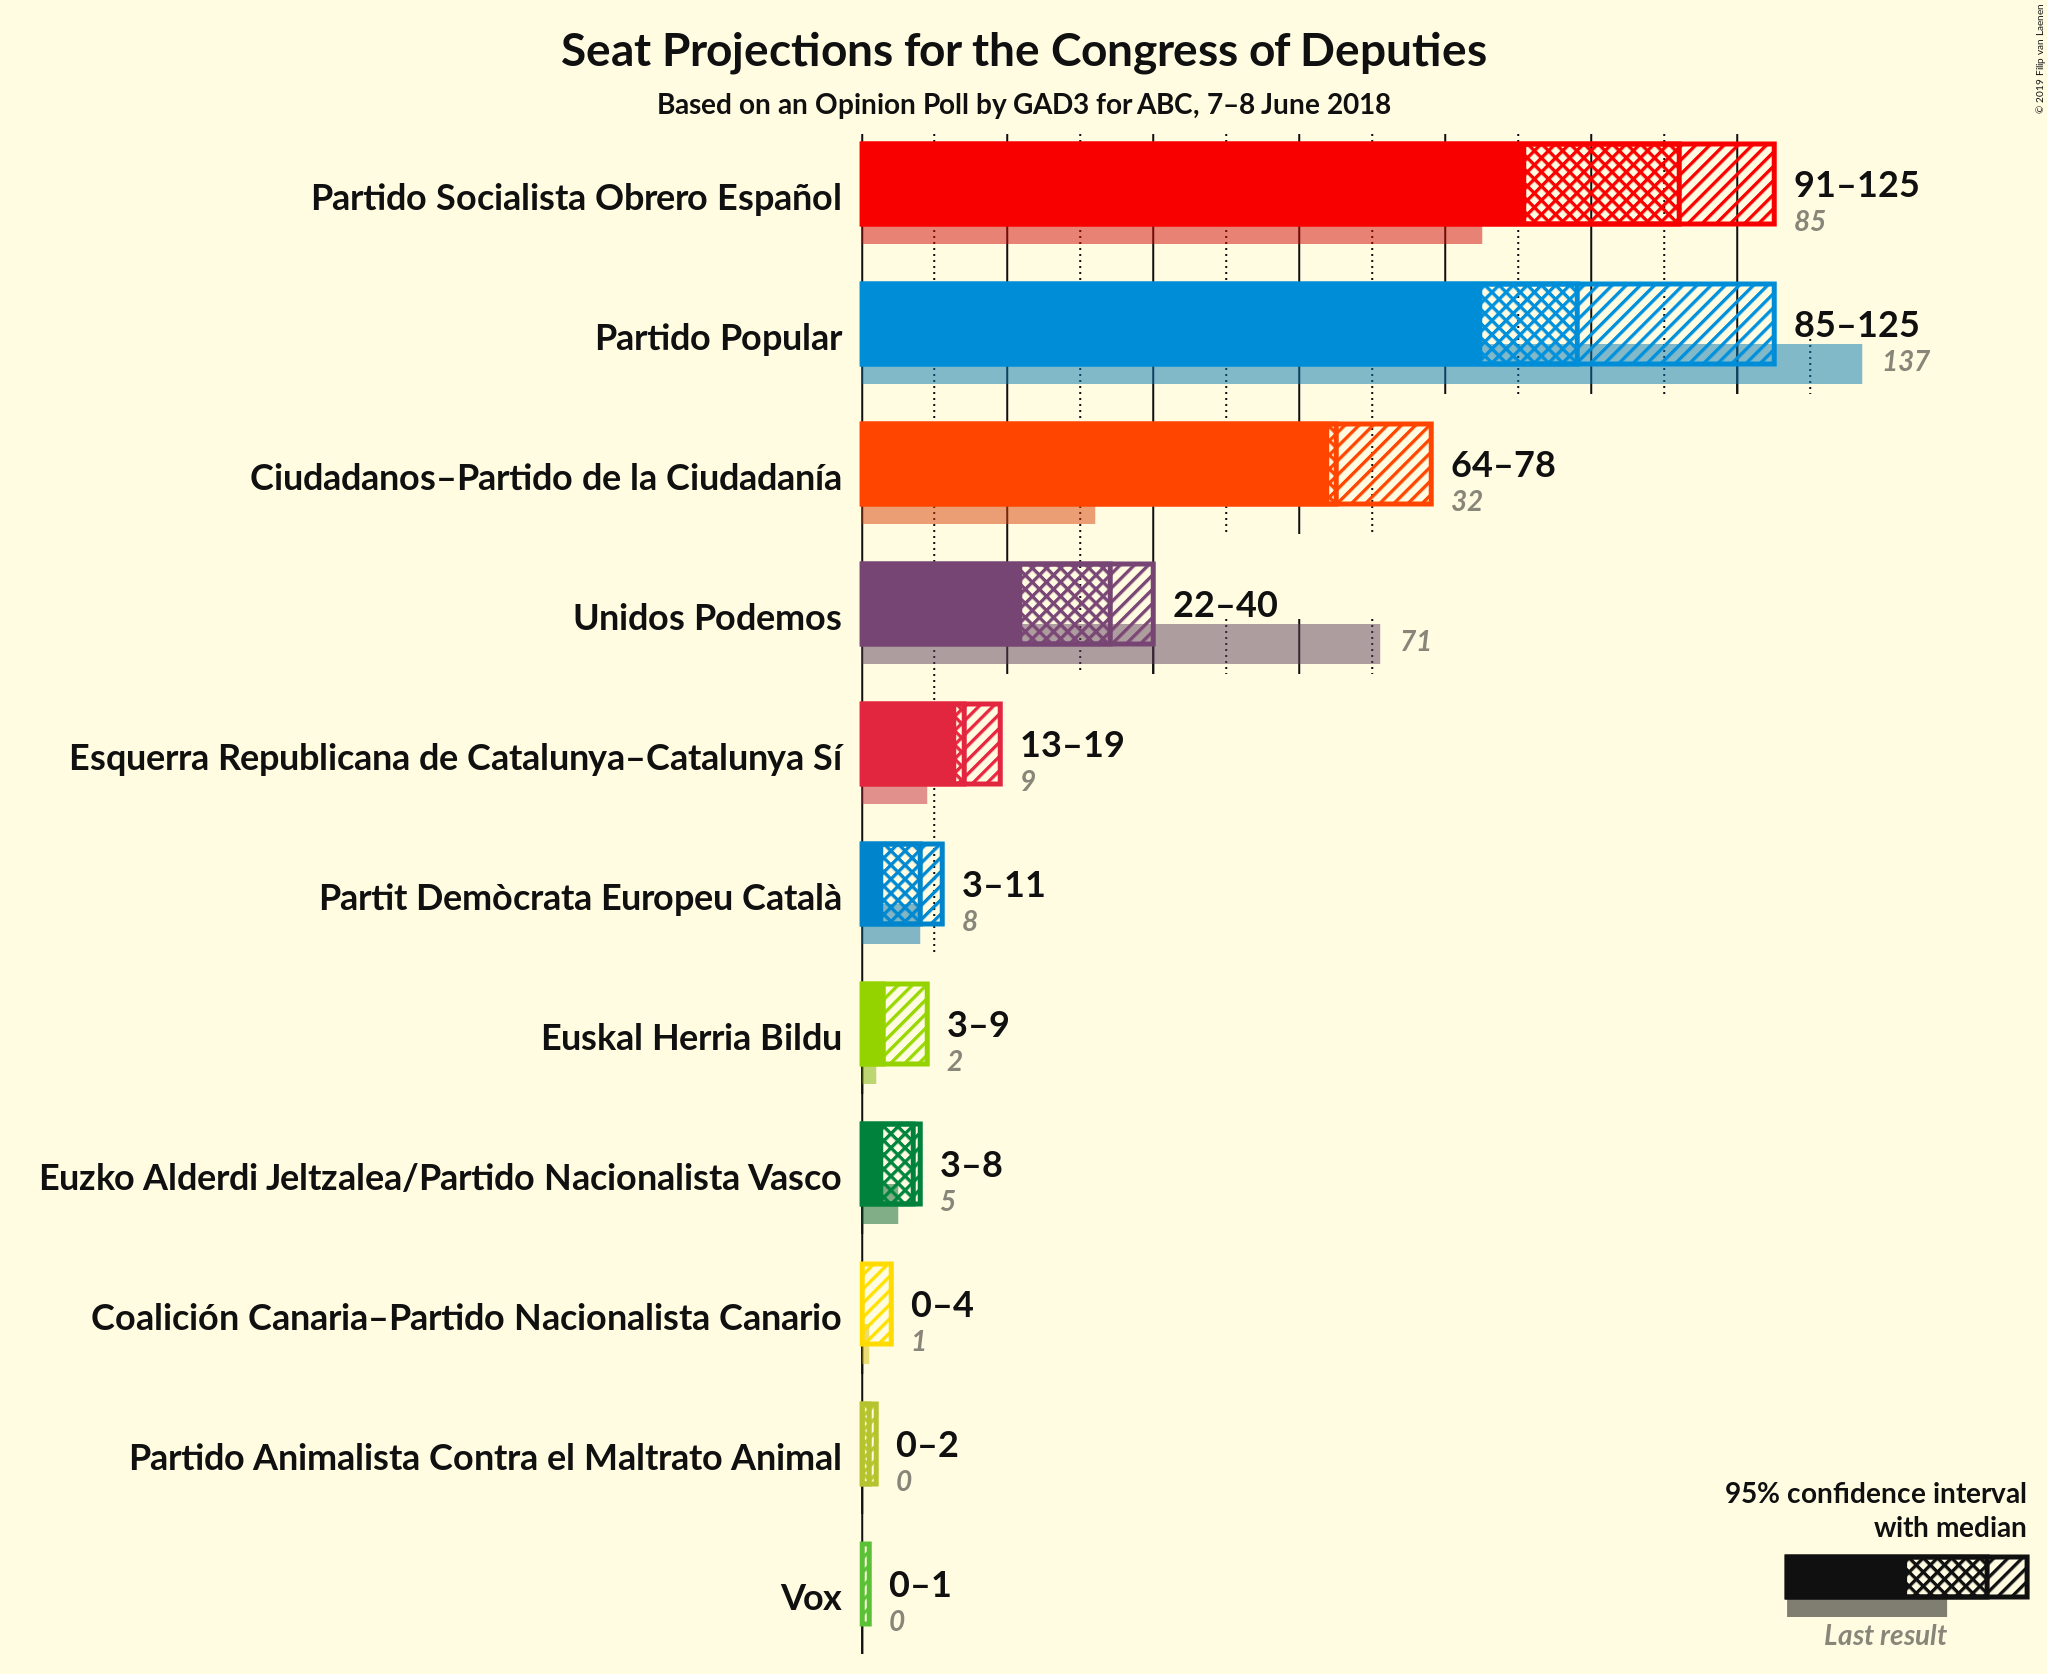 Seat Projections for the Congress of Deputies
Based on an Opinion Poll by GAD3 for ABC, 7–8 June 2018
© 2019 Filip van Laenen
Partido Socialista Obrero Español
91–125
85
Partido Popular
85–125
137
Ciudadanos–Partido de la Ciudadanía
64–78
32
Unidos Podemos
22–40
71
Esquerra Republicana de Catalunya–Catalunya Sí
13–19
9
Partit Demòcrata Europeu Català
3–11
8
Euskal Herria Bildu
3–9
2
Euzko Alderdi Jeltzalea/Partido Nacionalista Vasco
3–8
5
Coalición Canaria–Partido Nacionalista Canario
0–4
1
Partido Animalista Contra el Maltrato Animal
0–2
0
Vox
0–1
0
95% confidence interval
with median
Last result